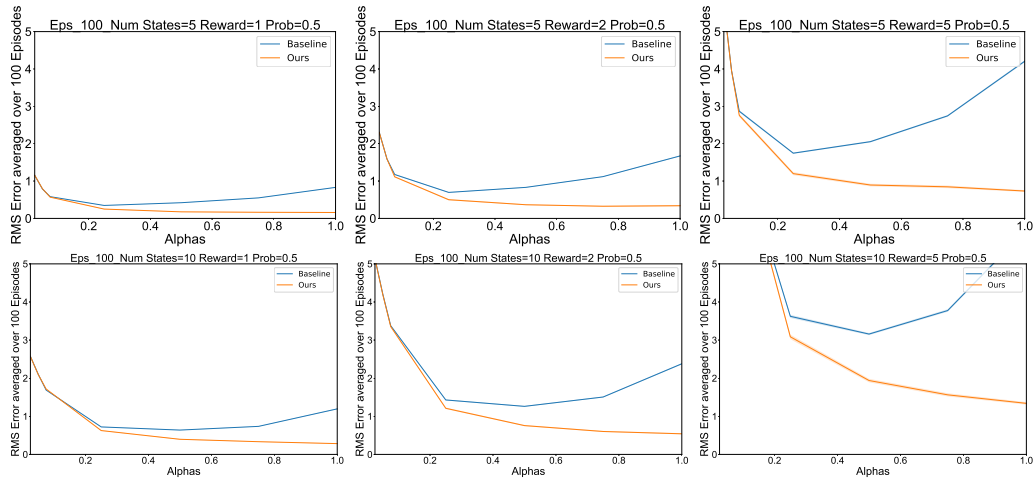 Eps_100_Num States=5 Reward=1 Prob=0.5
RMS Error averaged over 100 Episodes
5
4
3
2
1
0
Baseline
Ours
0.2
0.4
0.6
0.8
1.0
Alphas
Eps_100_Num States=5 Reward=2 Prob=0.5
RMS Error averaged over 100 Episodes
5
4
3
2
1
0
Baseline
Ours
0.2
0.4
0.6
0.8
1.0
Alphas
Eps_100_Num States=5 Reward=5 Prob=0.5
RMS Error averaged over 100 Episodes
5
4
3
2
1
0
Baseline
Ours
0.2
0.4
0.6
0.8
1.0
Alphas
Eps_100_Num States=10 Reward=1 Prob=0.5
RMS Error averaged over 100 Episodes
5
4
3
2
1
0
Baseline
Ours
0.2
0.4
0.6
0.8
1.0
Alphas
Eps_100_Num States=10 Reward=2 Prob=0.5
RMS Error averaged over 100 Episodes
5
4
3
2
1
0
Baseline
Ours
0.2
0.4
0.6
0.8
1.0
Alphas
Eps_100_Num States=10 Reward=5 Prob=0.5
RMS Error averaged over 100 Episodes
5
4
3
2
1
0
Baseline
Ours
0.2
0.4
0.6
0.8
1.0
Alphas